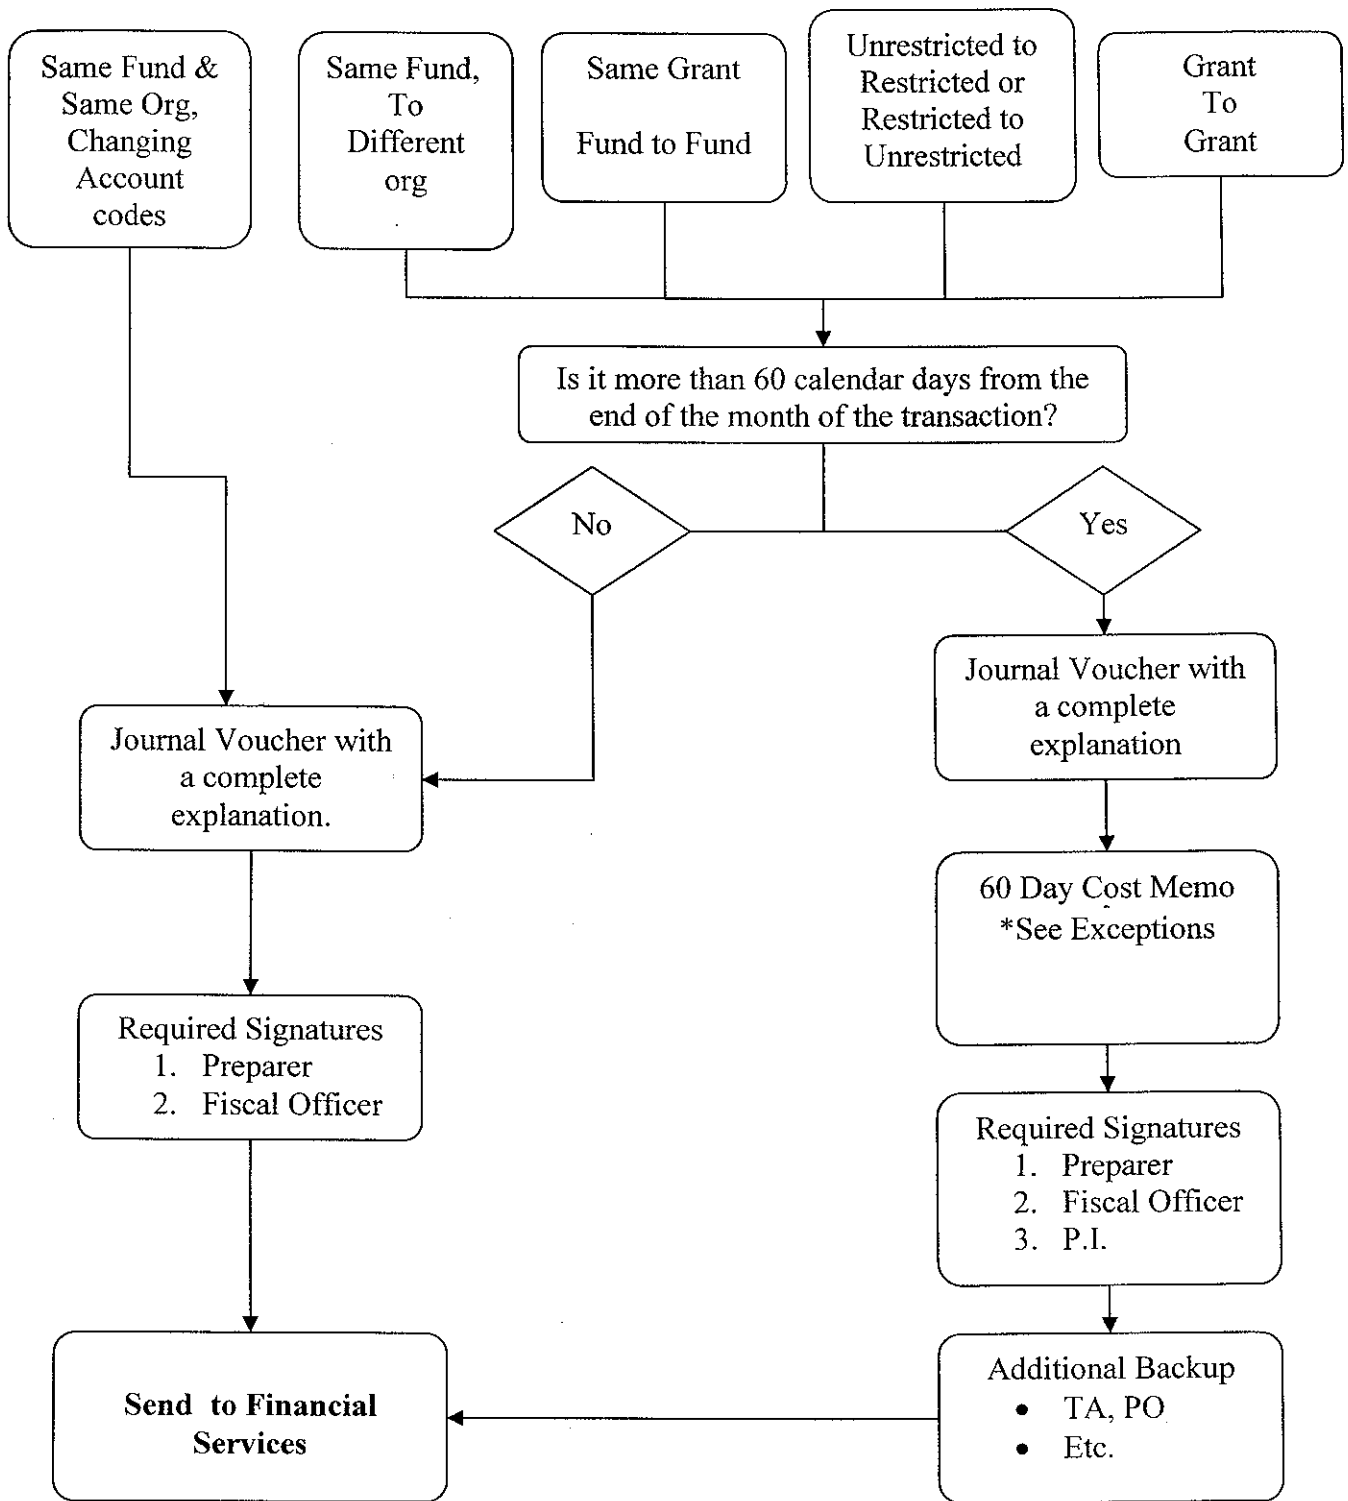 Same Fund &
Same Org,
Changing
Account
codes
Same Fund,
To
Different
org
Same Grant
Fund to Fund
Unrestricted to
Restricted or
Restricted to
Unrestricted
Grant
To
Grant
Is it more than 60 calendar days from the
end of the month of the transaction?
No
Yes
Journal Voucher with
a complete
explanation.
Journal Voucher with
a complete
explanation
60 Day Cost Memo
*See Exceptions
Required Signatures
1. Preparer
2. Fiscal Officer
Required Signatures
1. Preparer
2. Fiscal Officer
3. P.I.
Send to Financial
Services
Additional Backup
• TA, PO
• Etc.